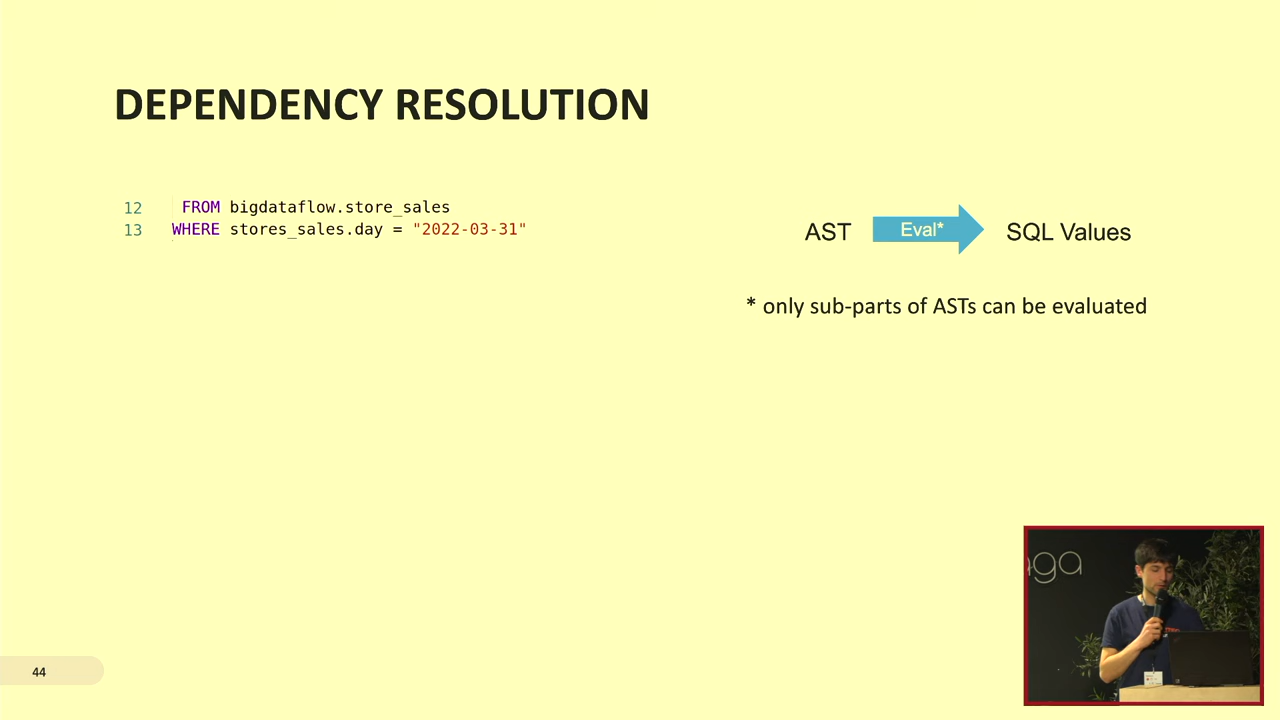 DEPENDENCY RESOLUTION
12 FROM bigdataflow.store_sales
13 WHERE stores_sales.day = "2022-03-31"
AST Eval* SQL Values
* only sub-parts of ASTs can be evaluated
aga
44